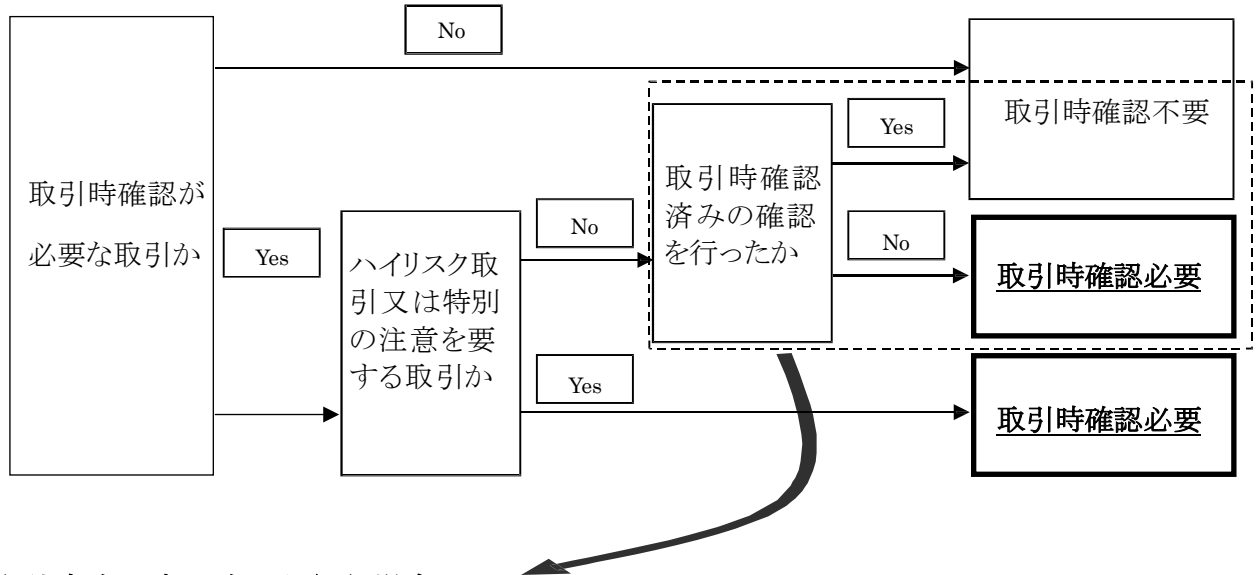 No
取引時確認不要
Yes
取引時確認が
必要な取引か
取引時確認
済みの確認
を行ったか
No
No
Yes
ハイリスク取
引又は特別
の注意を要
する取引か
取引時確認必要
Yes
取引時確認必要